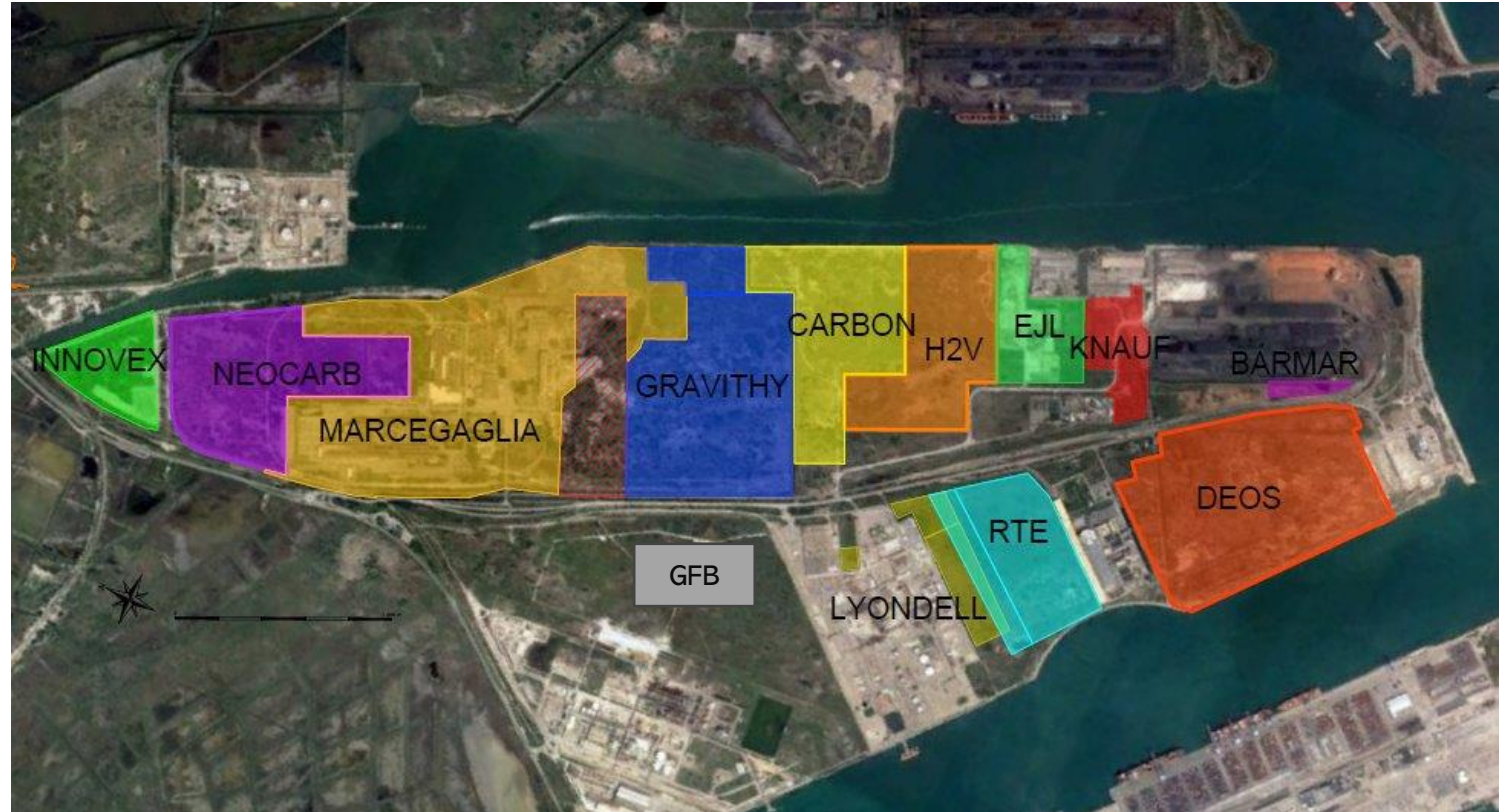 INNOVEX
NEOCARB
MARCEGAGLIA
GRAVITHY
CARBON
H2V
EJL
KNAUF
BARMAR
DEOS
RTE
LYONDELL
GFB